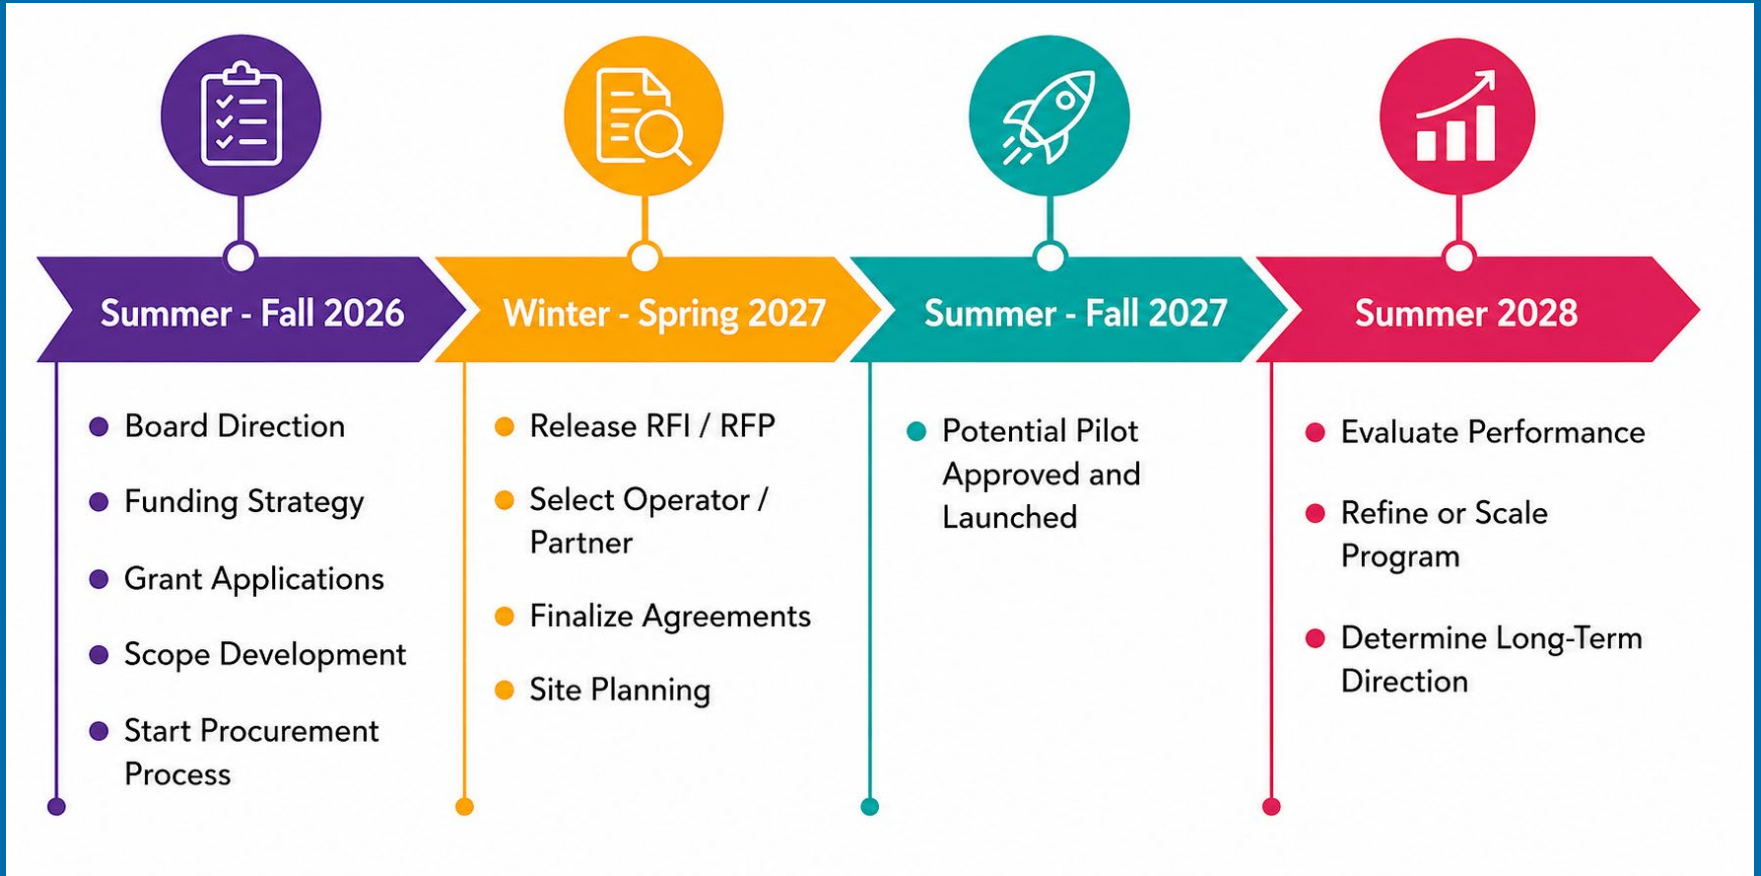 Summer - Fall 2026
Board Direction
Funding Strategy
Grant Applications
Scope Development
Start Procurement
Process
Winter - Spring 2027
Release RFI / RFP
Select Operator /
Partner
Finalize Agreements
Site Planning
Summer - Fall 2027
Potential Pilot
Approved and
Launched
Summer 2028
Evaluate Performance
Refine or Scale
Program
Determine Long-Term
Direction